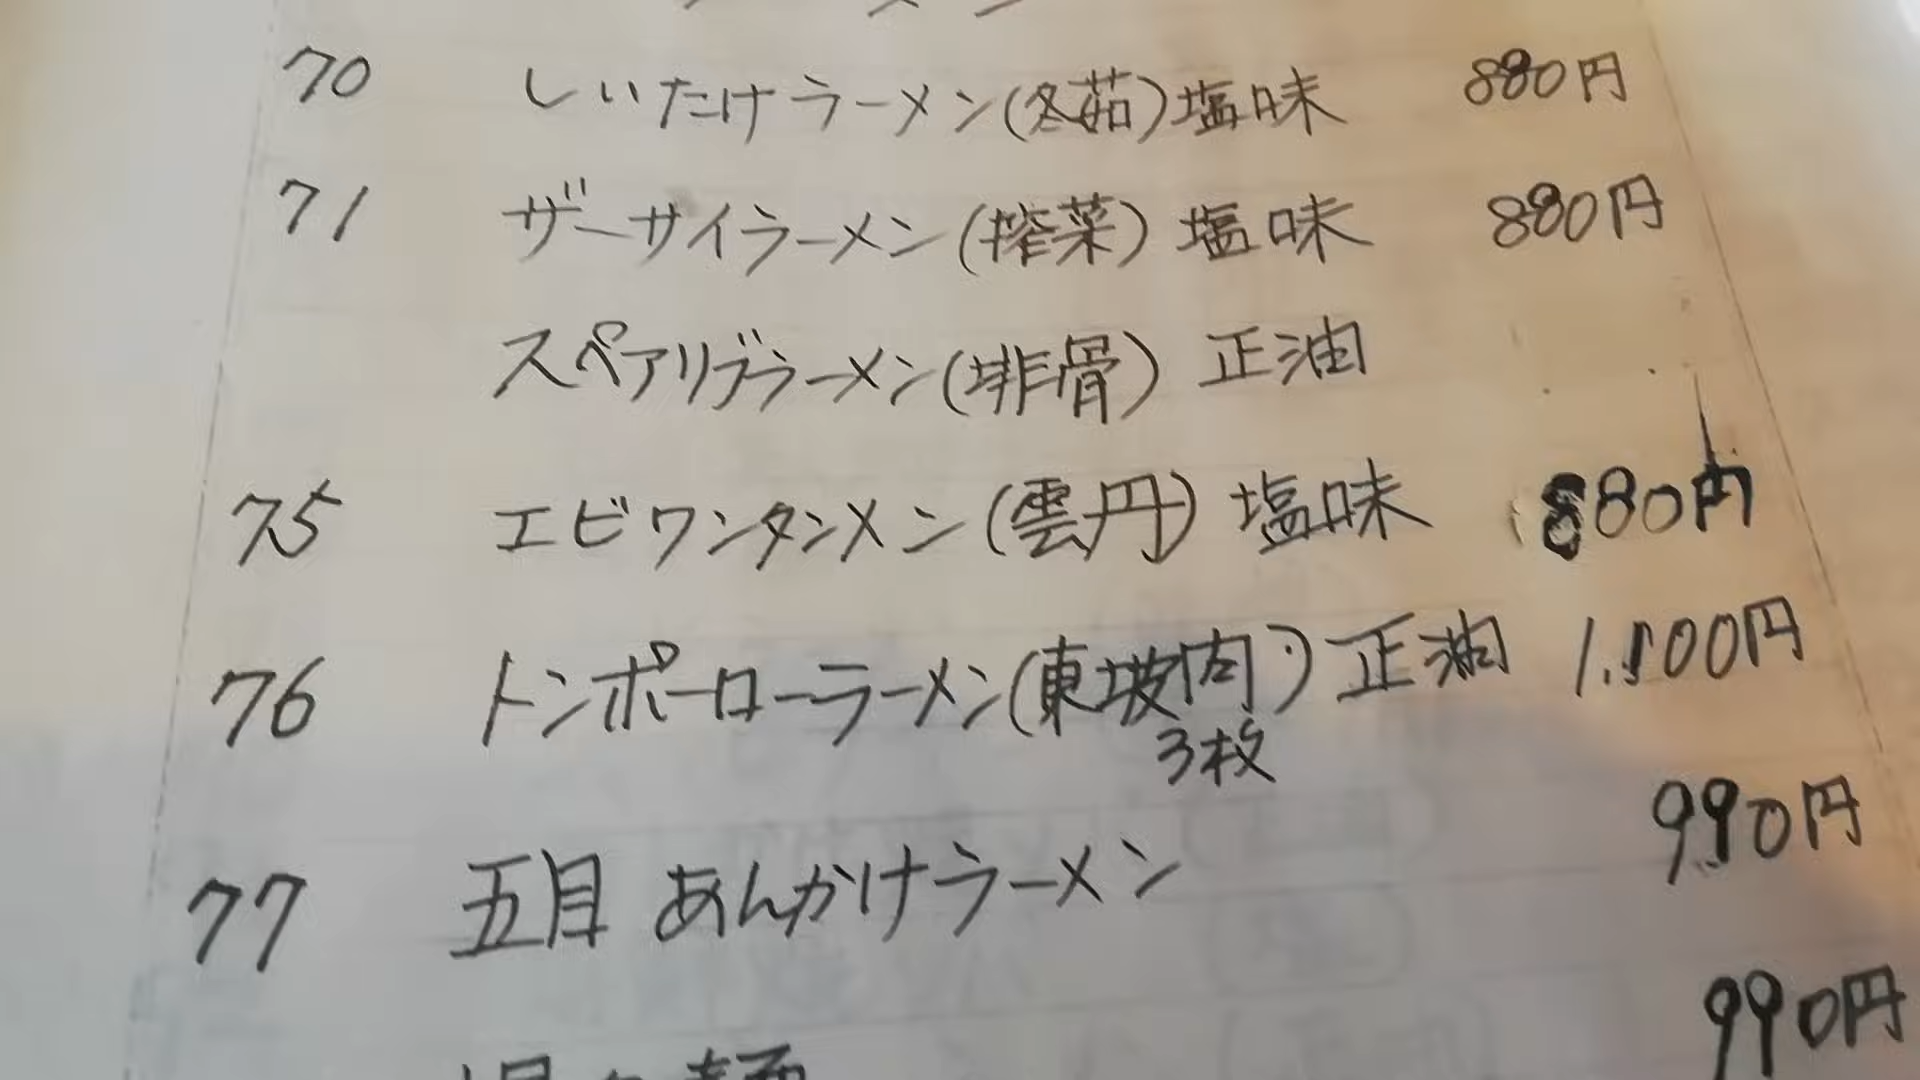 70 しいたけラーメン(冬茹)塩味 880円
71 ザーサイラーメン(搾菜)塩味 880円
スペアリブラーメン(排骨)正油
75 エビワンタンメン(雲丹)塩味 880円
76 トンポーローラーメン(東坡肉)正油 1.100円
3枚
77 五目あんかけラーメン 990円
990円